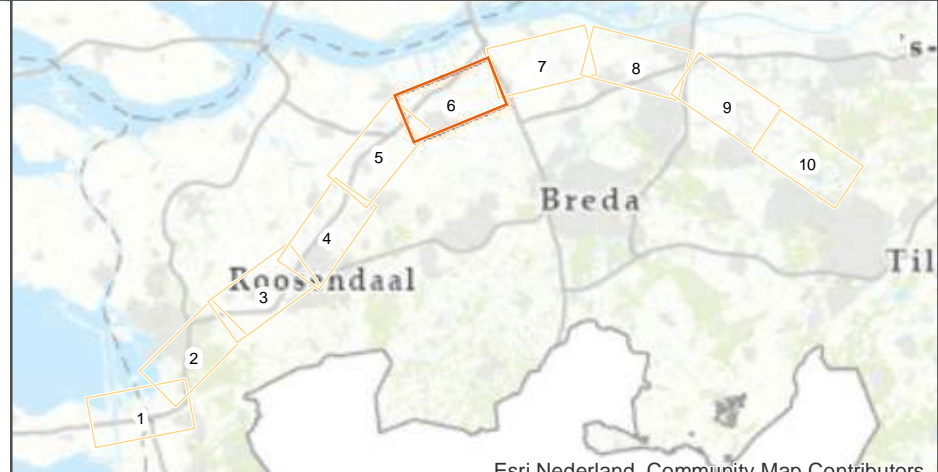 's-
7
8
6
9
5
10
Breda
4
Til
Roosendaal
3
2
1
Esri Nederland, Community Map Contributors